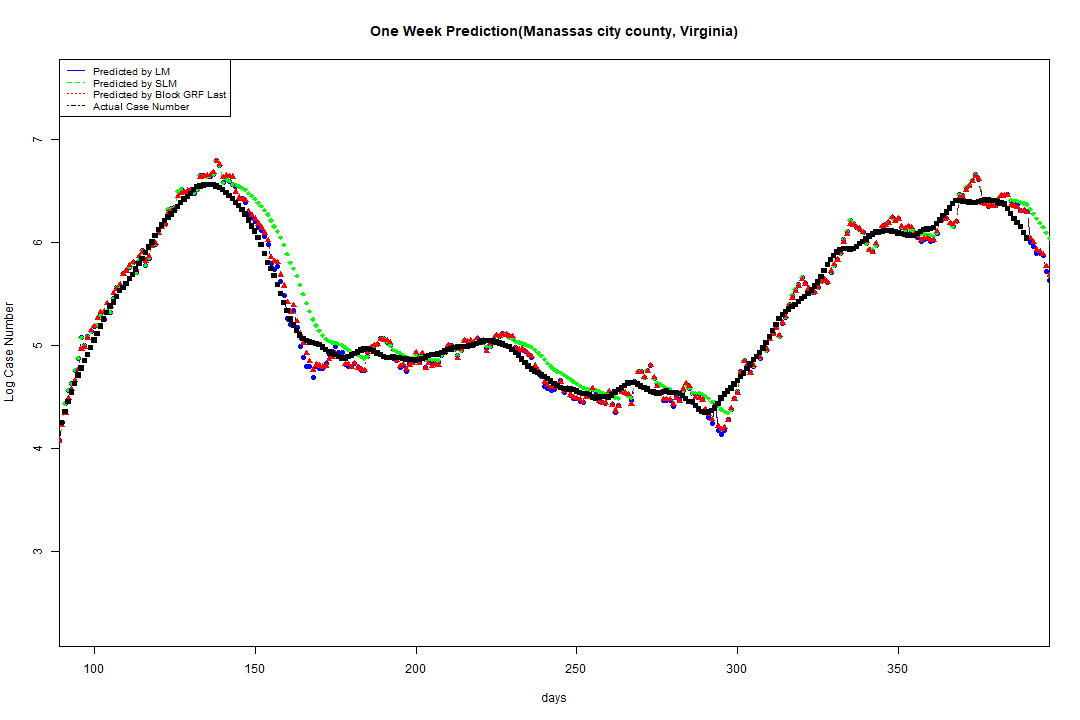 One Week Prediction(Manassas city county, Virginia)
Predicted by LM
Predicted by SLM
Predicted by Block GRF Last
Actual Case Number
7
6
5
4
3
Log Case Number
100 150 200 250 300 350
days